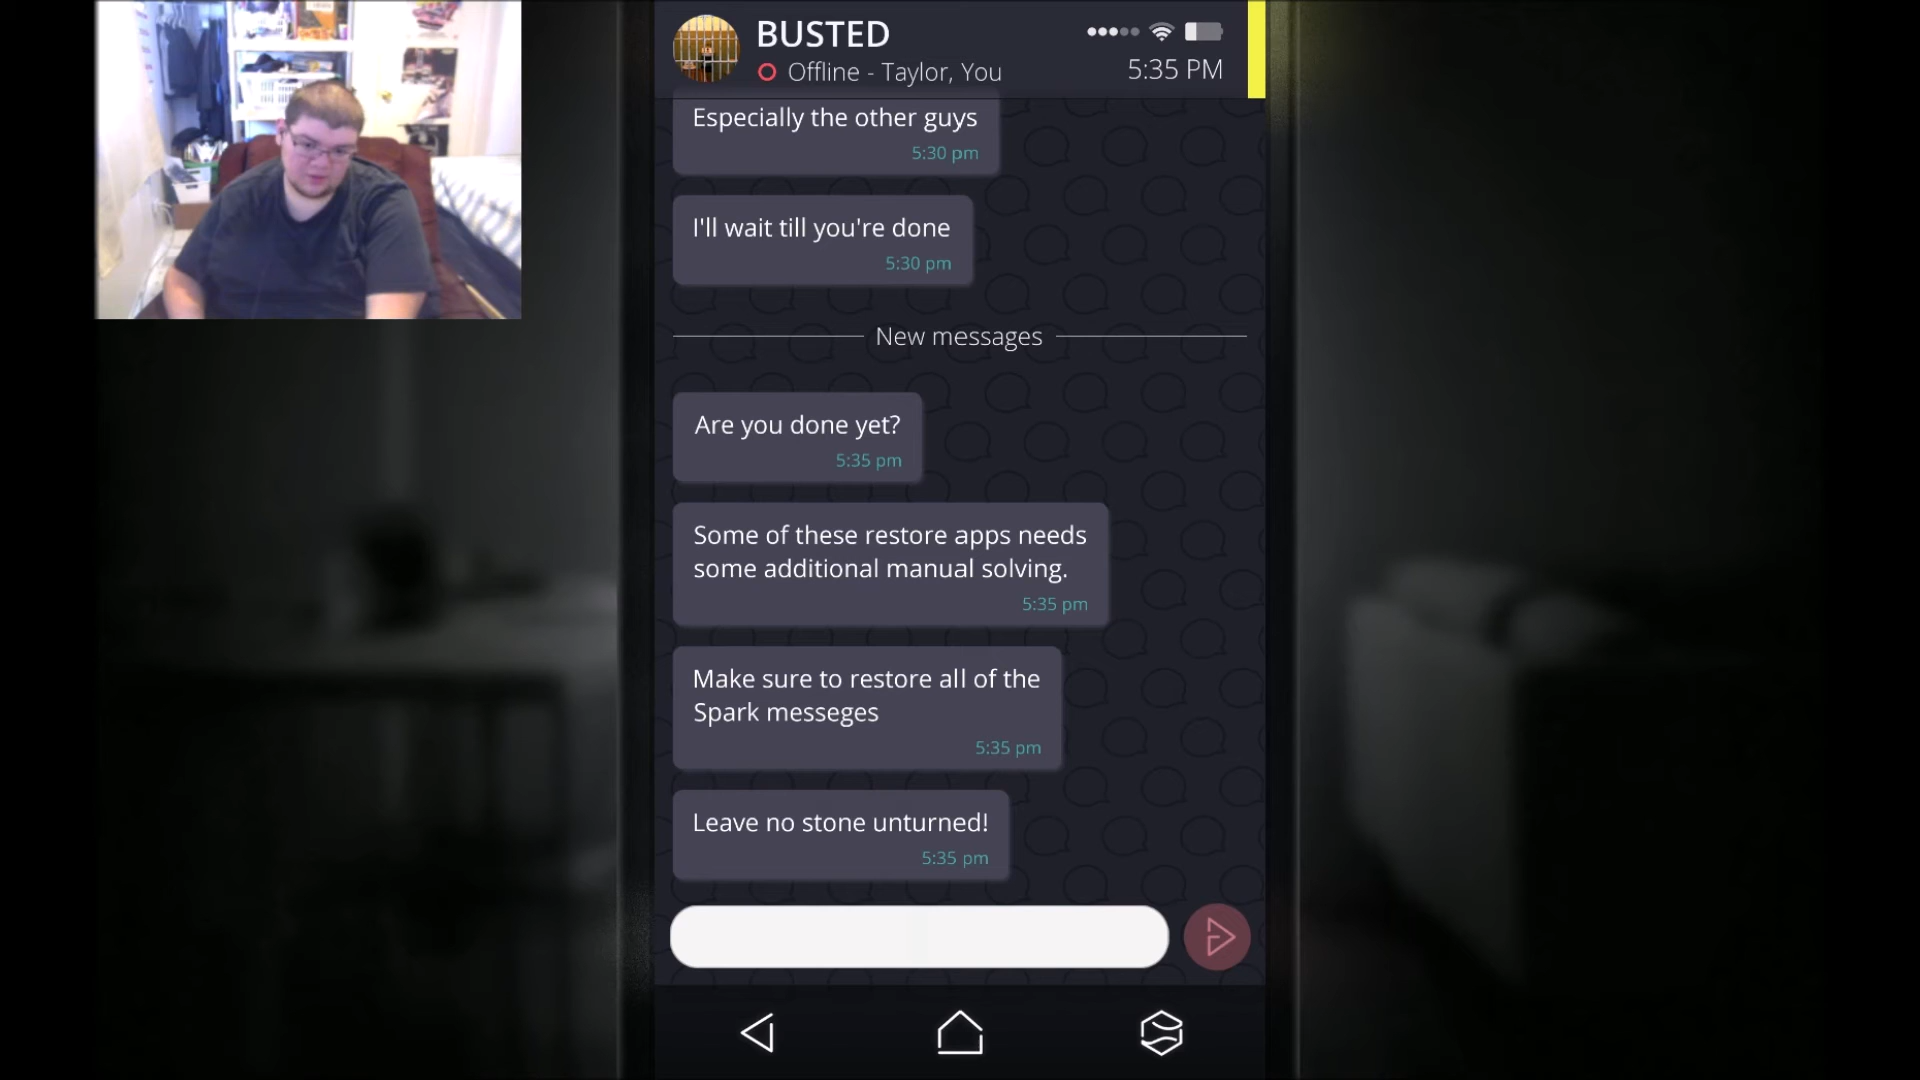 BUSTED
Offline - Taylor, You
5:35 PM
Especially the other guys
5:30 pm
I'll wait till you're done
5:30 pm
New messages
Are you done yet?
5:35 pm
Some of these restore apps needs
some additional manual solving.
5:35 pm
Make sure to restore all of the
Spark messeges
5:35 pm
Leave no stone unturned!
5:35 pm